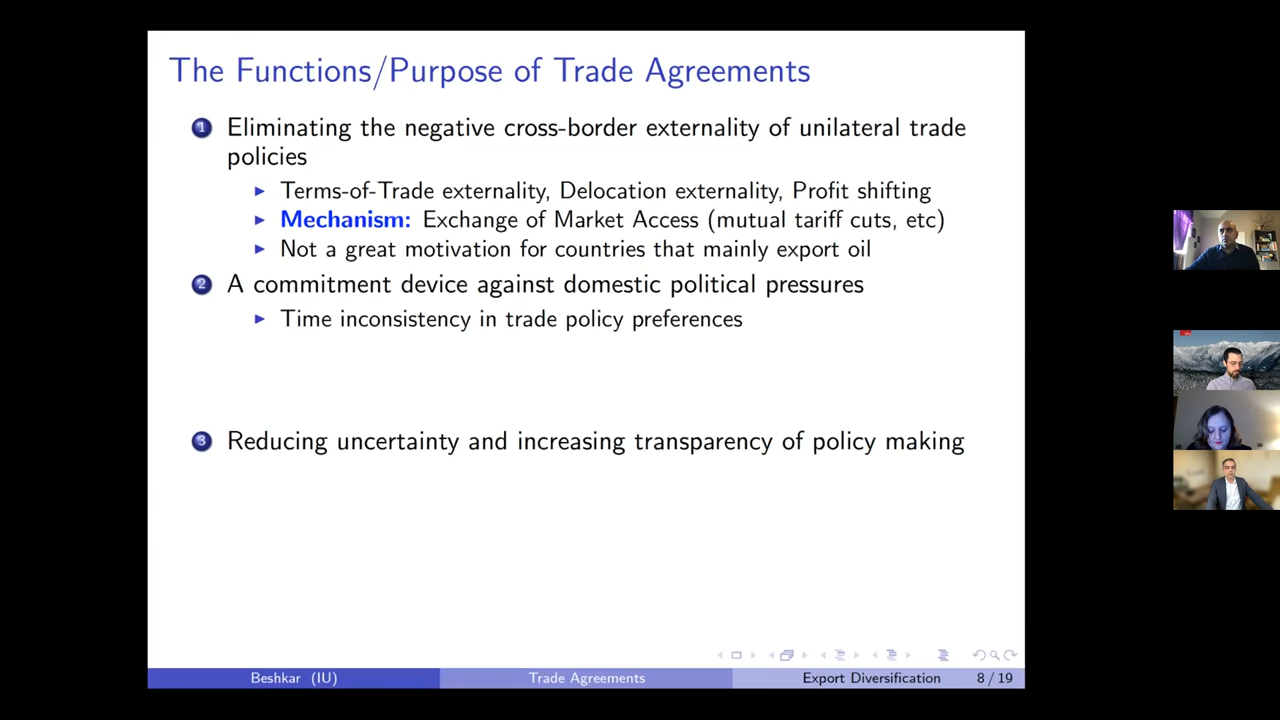 The Functions/Purpose of Trade Agreements
1 Eliminating the negative cross-border externality of unilateral trade
policies
Terms-of-Trade externality, Delocation externality, Profit shifting
Mechanism: Exchange of Market Access (mutual tariff cuts, etc)
Not a great motivation for countries that mainly export oil
2 A commitment device against domestic political pressures
Time inconsistency in trade policy preferences
3 Reducing uncertainty and increasing transparency of policy making
Beshkar (IU) Trade Agreements Export Diversification 8 / 19